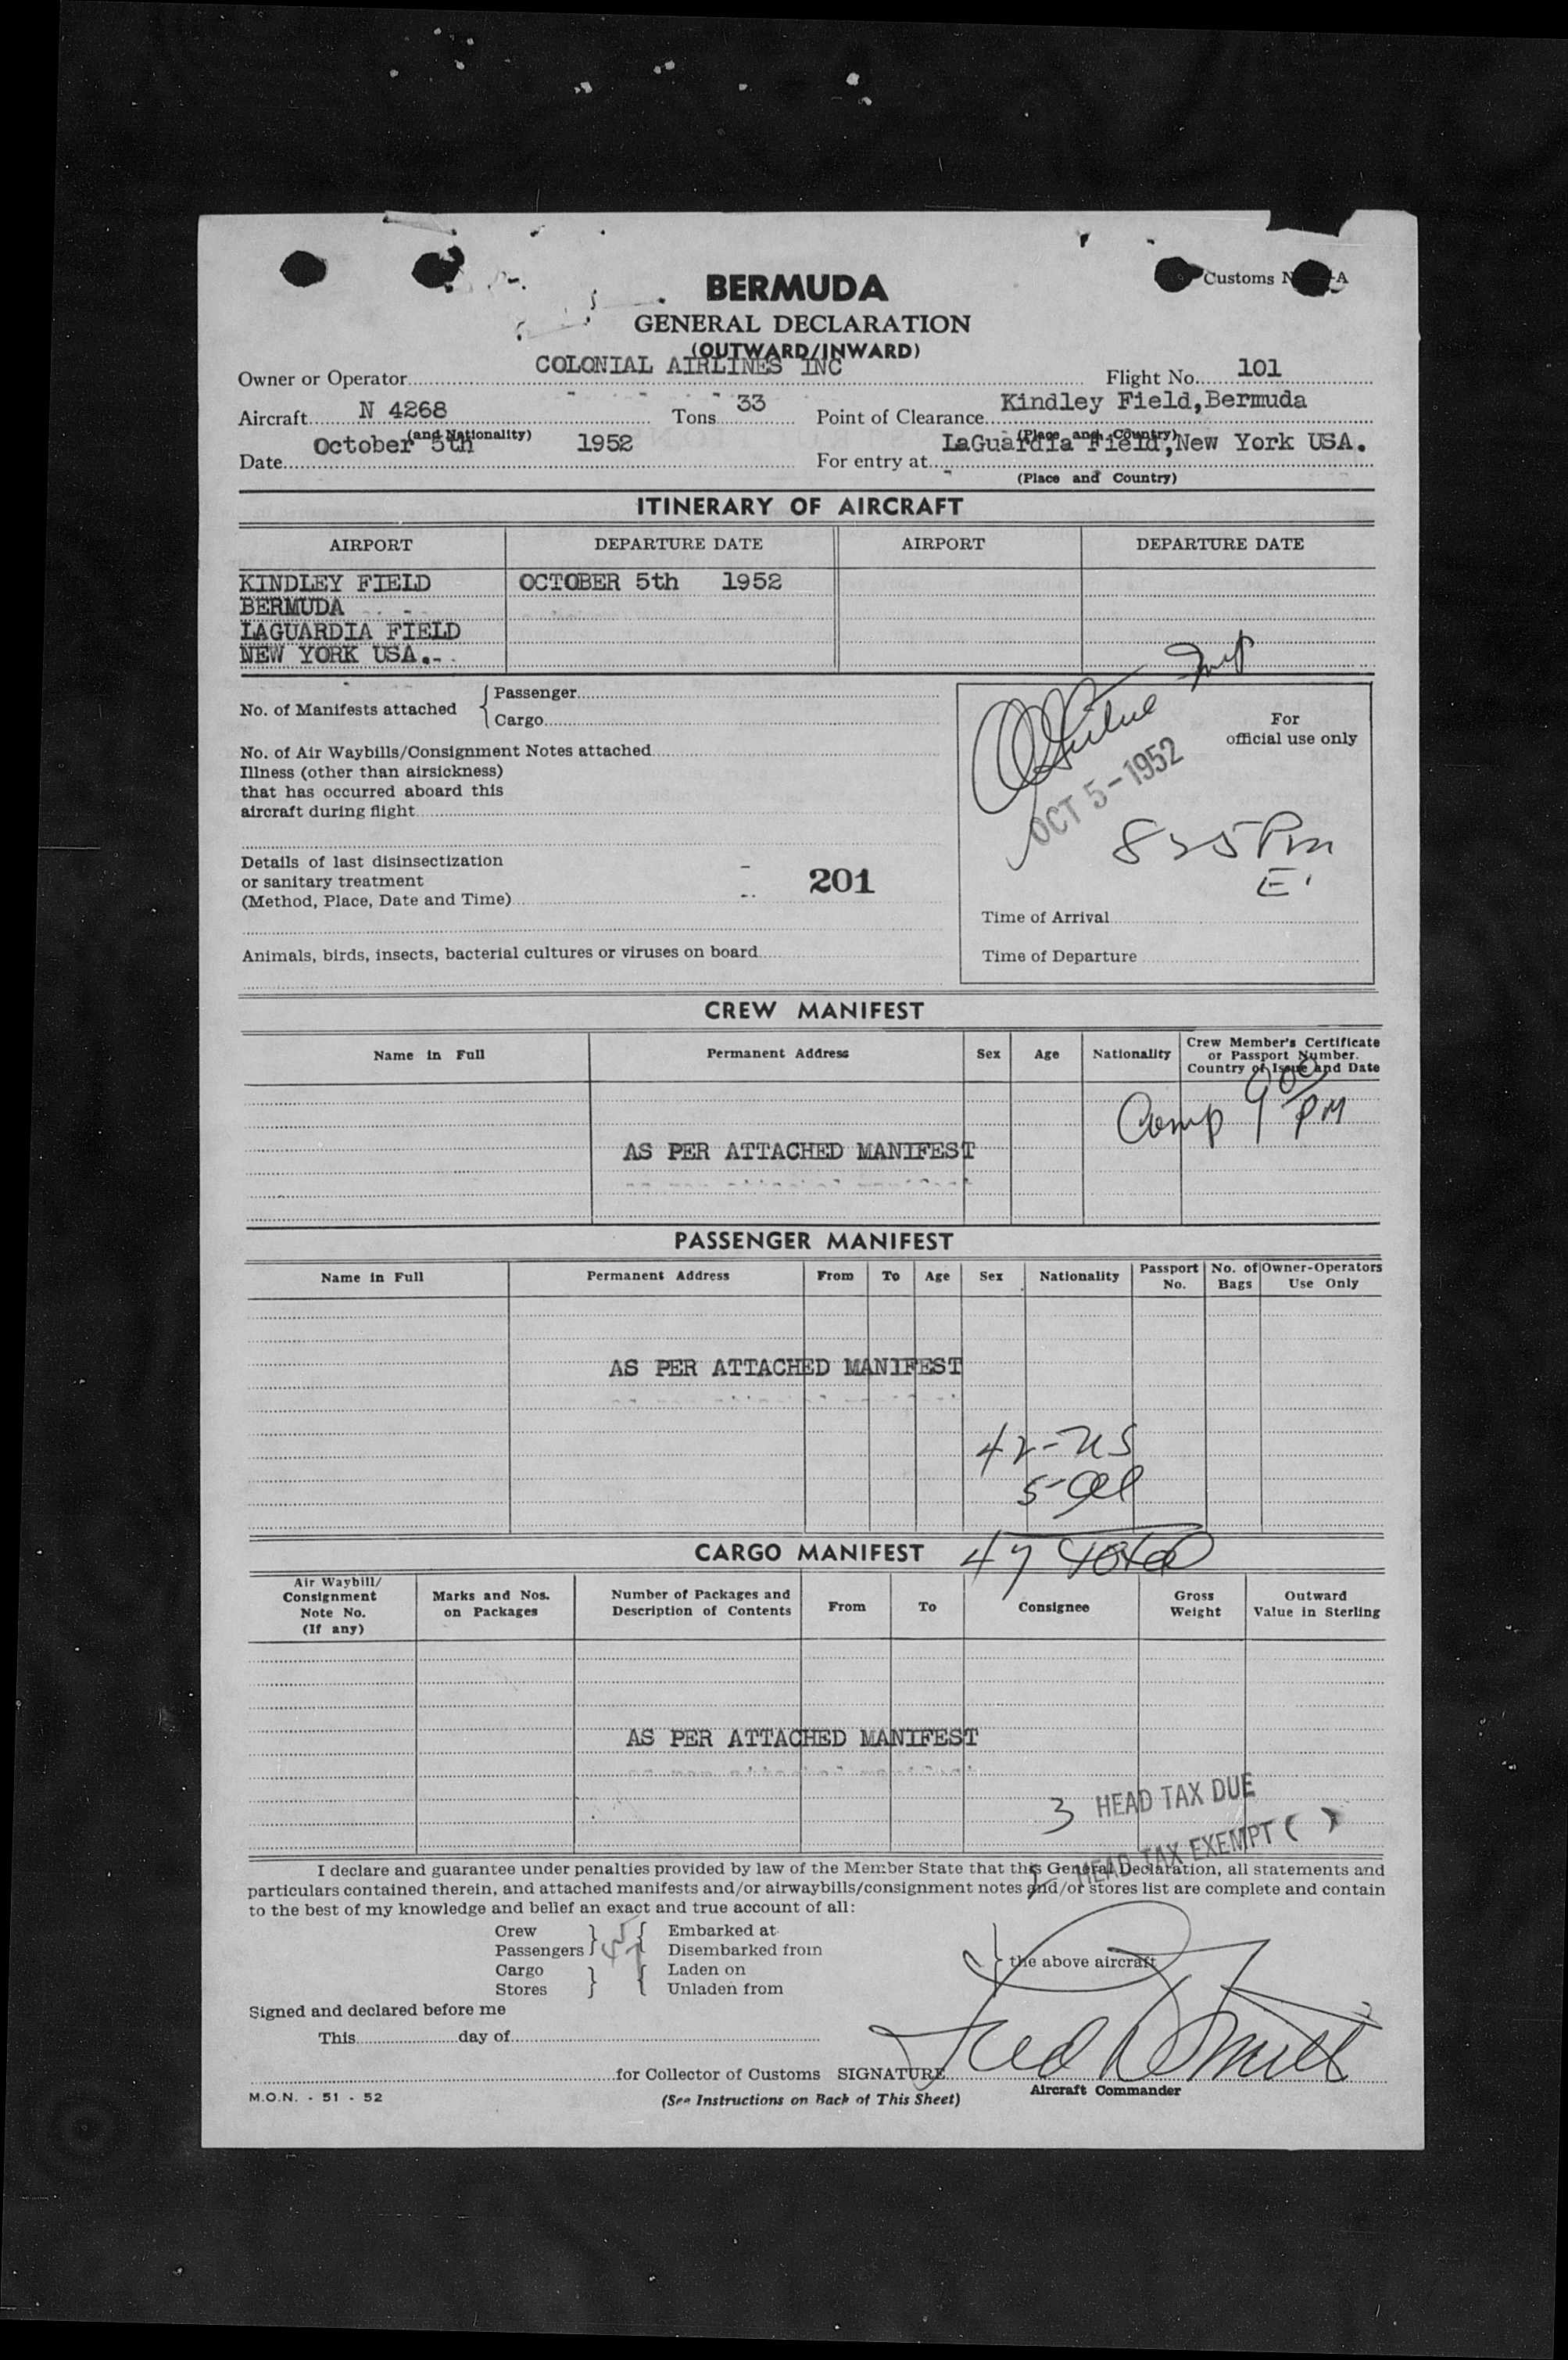 BERMUDA
Customs N A
GENERAL DECLARATION
(OUTWARD/INWARD)
Owner or Operator COLONIAL AIRLINES INC Flight No. 101
Aircraft N 4268 Tons 33 Point of Clearance Kindley Field, Bermuda
(and Nationality) (Place and Country)
Date October 5th 1952 For entry at LaGuardia Field, New York USA.
(Place and Country)
ITINERARY OF AIRCRAFT
AIRPORT DEPARTURE DATE AIRPORT DEPARTURE DATE
KINDLEY FIELD OCTOBER 5th 1952
BERMUDA
LAGUARDIA FIELD
NEW YORK USA.
No. of Manifests attached { Passenger
Cargo
For
official use only
No. of Air Waybills/Consignment Notes attached
Illness (other than airsickness)
that has occurred aboard this
aircraft during flight
OCT 5-1952
825 Pm
E.
Details of last disinsectization
or sanitary treatment
(Method, Place, Date and Time)
201
Time of Arrival
Animals, birds, insects, bacterial cultures or viruses on board
Time of Departure
CREW MANIFEST
Name in Full Permanent Address Sex Age Nationality Crew Member's Certificate
or Passport Number.
Country of Issue and Date
Comp 900 PM
AS PER ATTACHED MANIFEST
PASSENGER MANIFEST
Name in Full Permanent Address From To Age Sex Nationality Passport No. No. of Bags Owner-Operators Use Only
AS PER ATTACHED MANIFEST
42-US
5-Al
47 total
CARGO MANIFEST
Air Waybill/ Consignment Note No. (If any) Marks and Nos. on Packages Number of Packages and Description of Contents From To Consignee Gross Weight Outward Value in Sterling
AS PER ATTACHED MANIFEST
3 HEAD TAX DUE
HEAD TAX EXEMPT ( )
I declare and guarantee under penalties provided by law of the Member State that this General Declaration, all statements and
particulars contained therein, and attached manifests and/or airwaybills/consignment notes and/or stores list are complete and contain
to the best of my knowledge and belief an exact and true account of all:
Crew Embarked at
Passengers Disembarked from
Cargo Laden on
Stores Unladen from
the above aircraft
Signed and declared before me
This day of
for Collector of Customs SIGNATURE
Aircraft Commander
M.O.N. - 51 - 52
(See Instructions on Back of This Sheet)